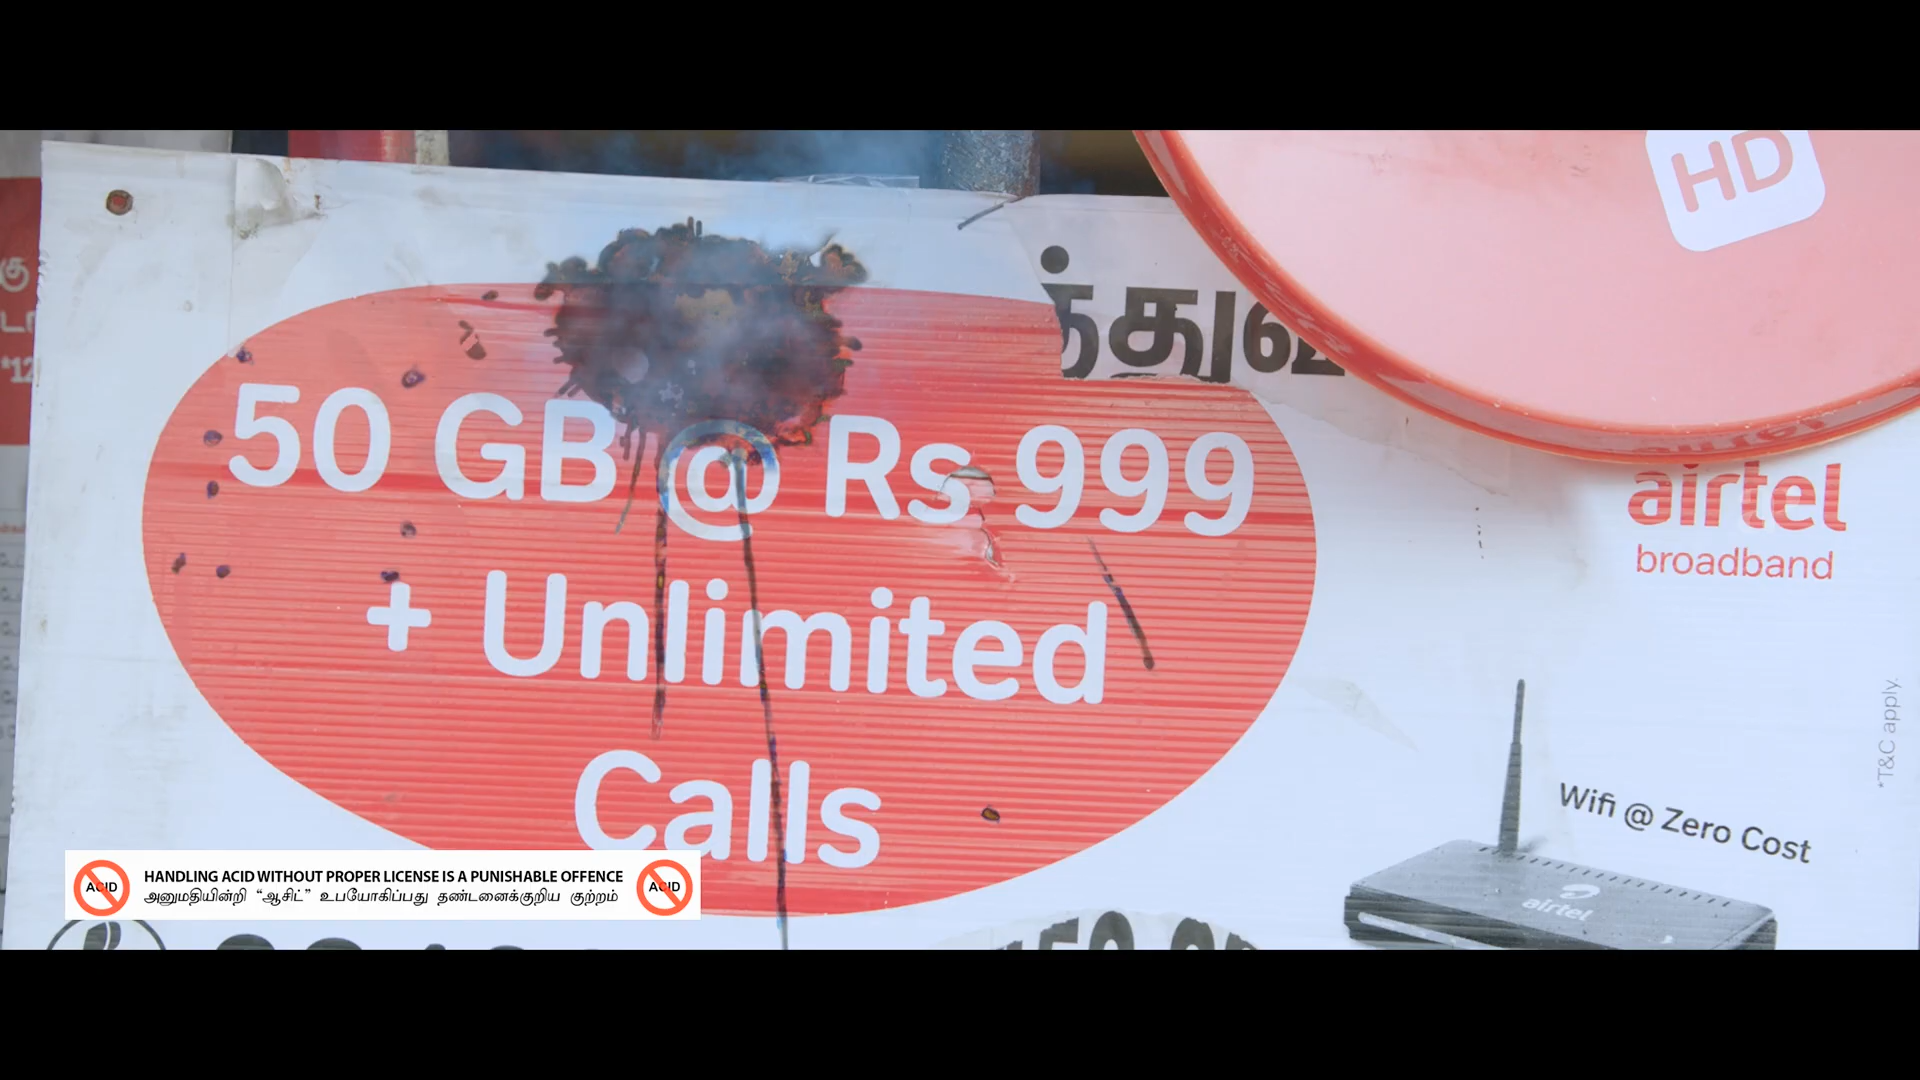 HD
த்துவ
50 GB @ Rs 999
+ Unlimited
Calls
airtel
airtel
broadband
*T&C apply.
Wifi @ Zero Cost
airtel
ACID
HANDLING ACID WITHOUT PROPER LICENSE IS A PUNISHABLE OFFENCE
அனுமதியின்றி “ஆசிட்” உபயோகிப்பது தண்டனைக்குறிய குற்றம்
ACID